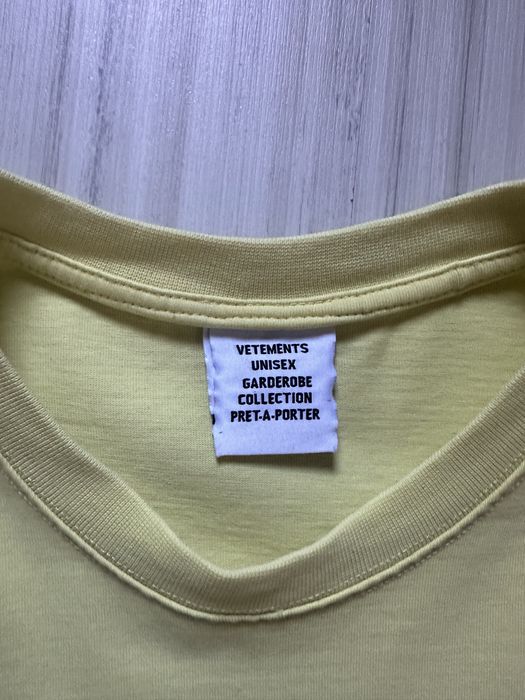 VETEMENTS
UNISEX
GARDEROBE
COLLECTION
PRET-A-PORTER